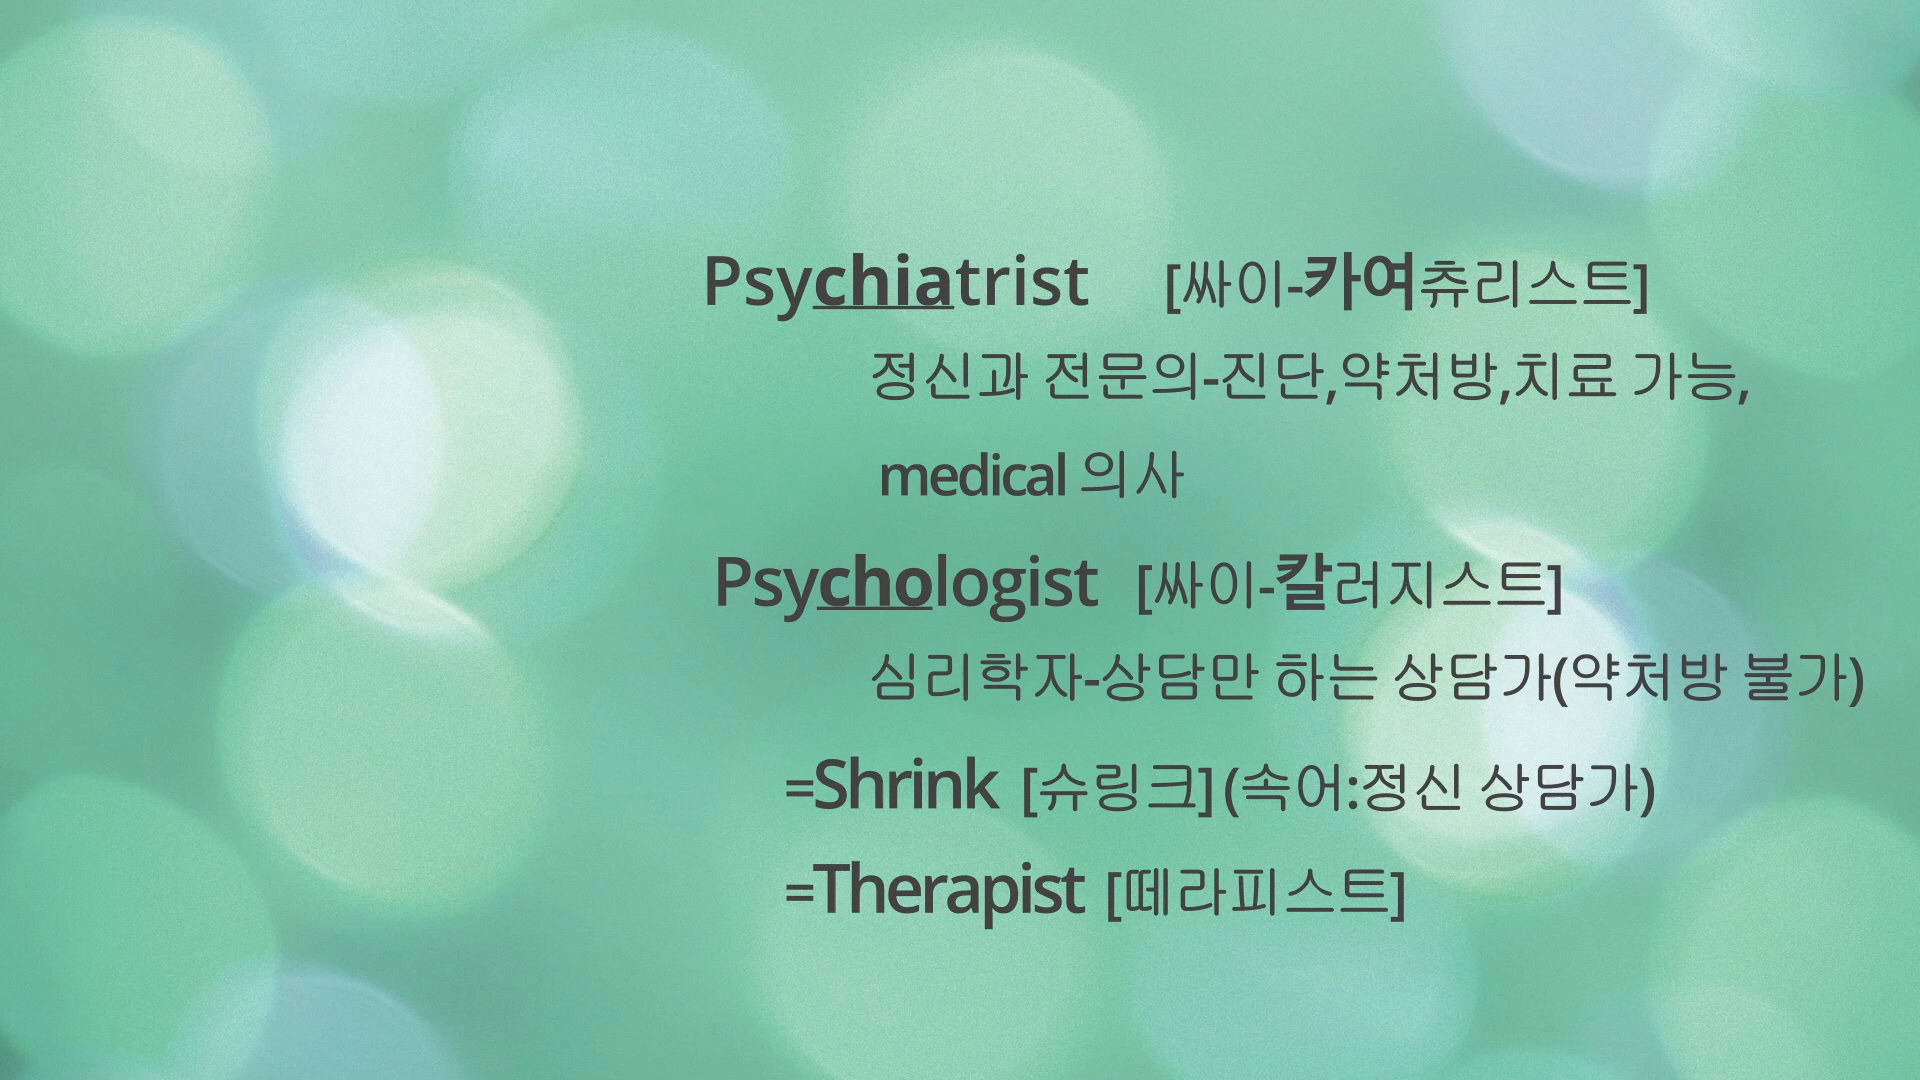 Psychiatrist [싸이-카여츄리스트]
정신과 전문의-진단,약처방,치료 가능,
medical 의사
Psychologist [싸이-칼러지스트]
심리학자-상담만 하는 상담가(약처방 불가)
=Shrink [슈링크] (속어:정신 상담가)
=Therapist [떼라피스트]